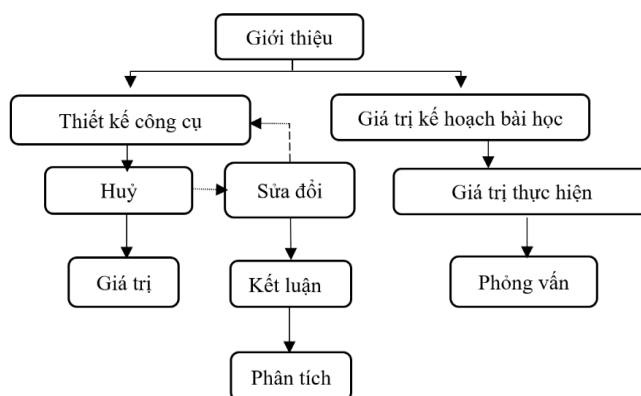 Giới thiệu
Thiết kế công cụ
Giá trị kế hoạch bài học
Huỷ
Sửa đổi
Giá trị thực hiện
Giá trị
Kết luận
Phỏng vấn
Phân tích